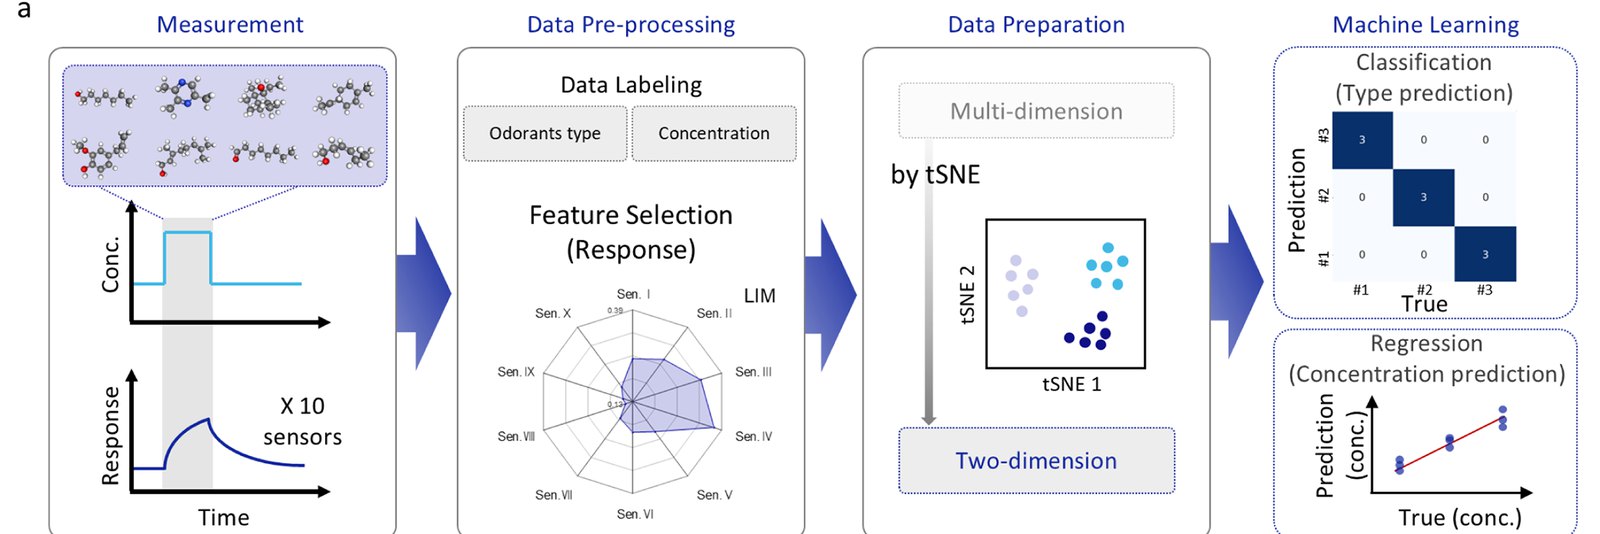 a
Measurement
Conc.
Response
X 10
sensors
Time
Data Pre-processing
Data Labeling
Odorants type
Concentration
Feature Selection
(Response)
LIM
Sen. I
0.39
Sen. X
Sen. II
Sen. IX
Sen. III
0.13
Sen. VIII
Sen. IV
Sen. VII
Sen. V
Sen. VI
Data Preparation
Multi-dimension
by tSNE
tSNE 2
tSNE 1
Two-dimension
Machine Learning
Classification
(Type prediction)
Prediction
#3
3 0 0
#2
0 3 0
#1
0 0 3
#1 #2 #3
True
Regression
(Concentration prediction)
Prediction
(conc.)
True (conc.)